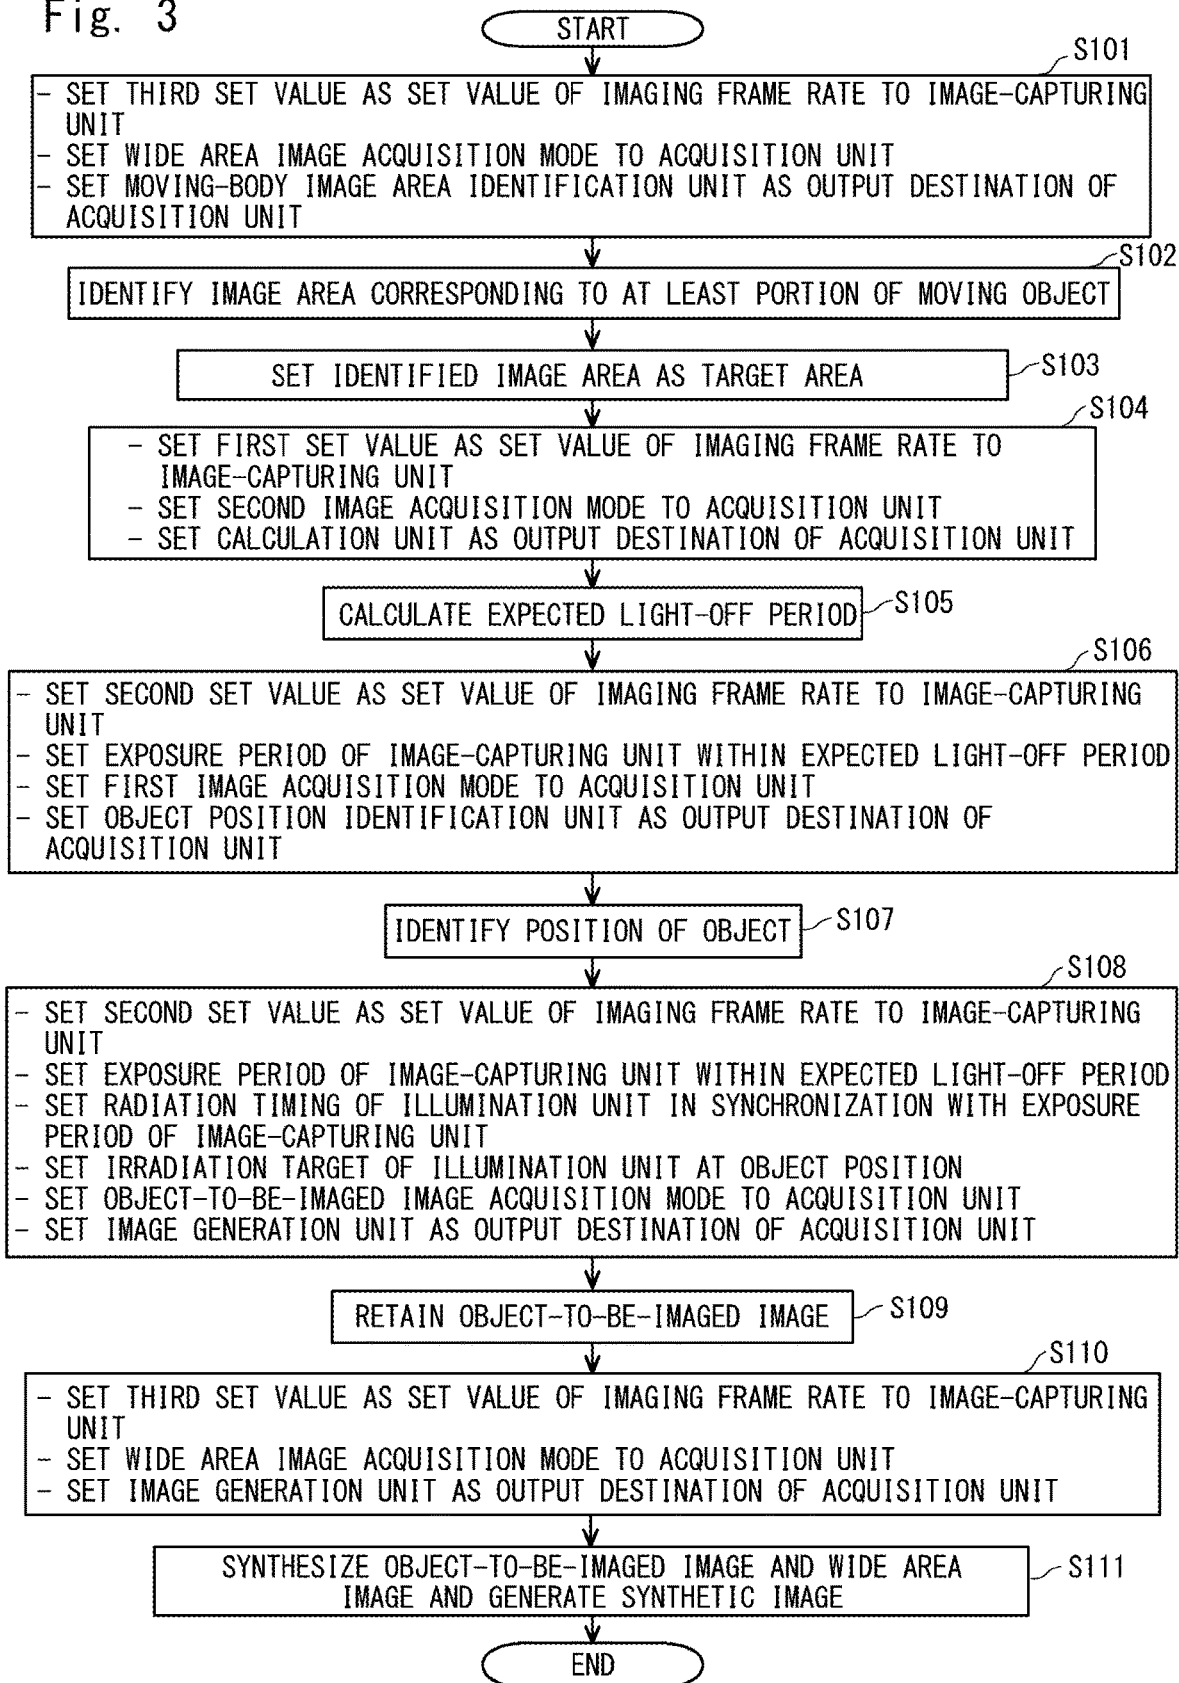 Fig. 3
START
S101
- SET THIRD SET VALUE AS SET VALUE OF IMAGING FRAME RATE TO IMAGE-CAPTURING
UNIT
- SET WIDE AREA IMAGE ACQUISITION MODE TO ACQUISITION UNIT
- SET MOVING-BODY IMAGE AREA IDENTIFICATION UNIT AS OUTPUT DESTINATION OF
ACQUISITION UNIT
S102
IDENTIFY IMAGE AREA CORRESPONDING TO AT LEAST PORTION OF MOVING OBJECT
S103
SET IDENTIFIED IMAGE AREA AS TARGET AREA
S104
- SET FIRST SET VALUE AS SET VALUE OF IMAGING FRAME RATE TO
IMAGE-CAPTURING UNIT
- SET SECOND IMAGE ACQUISITION MODE TO ACQUISITION UNIT
- SET CALCULATION UNIT AS OUTPUT DESTINATION OF ACQUISITION UNIT
S105
CALCULATE EXPECTED LIGHT-OFF PERIOD
S106
- SET SECOND SET VALUE AS SET VALUE OF IMAGING FRAME RATE TO IMAGE-CAPTURING
UNIT
- SET EXPOSURE PERIOD OF IMAGE-CAPTURING UNIT WITHIN EXPECTED LIGHT-OFF PERIOD
- SET FIRST IMAGE ACQUISITION MODE TO ACQUISITION UNIT
- SET OBJECT POSITION IDENTIFICATION UNIT AS OUTPUT DESTINATION OF
ACQUISITION UNIT
S107
IDENTIFY POSITION OF OBJECT
S108
- SET SECOND SET VALUE AS SET VALUE OF IMAGING FRAME RATE TO IMAGE-CAPTURING
UNIT
- SET EXPOSURE PERIOD OF IMAGE-CAPTURING UNIT WITHIN EXPECTED LIGHT-OFF PERIOD
- SET RADIATION TIMING OF ILLUMINATION UNIT IN SYNCHRONIZATION WITH EXPOSURE
PERIOD OF IMAGE-CAPTURING UNIT
- SET IRRADIATION TARGET OF ILLUMINATION UNIT AT OBJECT POSITION
- SET OBJECT-TO-BE-IMAGED IMAGE ACQUISITION MODE TO ACQUISITION UNIT
- SET IMAGE GENERATION UNIT AS OUTPUT DESTINATION OF ACQUISITION UNIT
S109
RETAIN OBJECT-TO-BE-IMAGED IMAGE
S110
- SET THIRD SET VALUE AS SET VALUE OF IMAGING FRAME RATE TO IMAGE-CAPTURING
UNIT
- SET WIDE AREA IMAGE ACQUISITION MODE TO ACQUISITION UNIT
- SET IMAGE GENERATION UNIT AS OUTPUT DESTINATION OF ACQUISITION UNIT
S111
SYNTHESIZE OBJECT-TO-BE-IMAGED IMAGE AND WIDE AREA
IMAGE AND GENERATE SYNTHETIC IMAGE
END